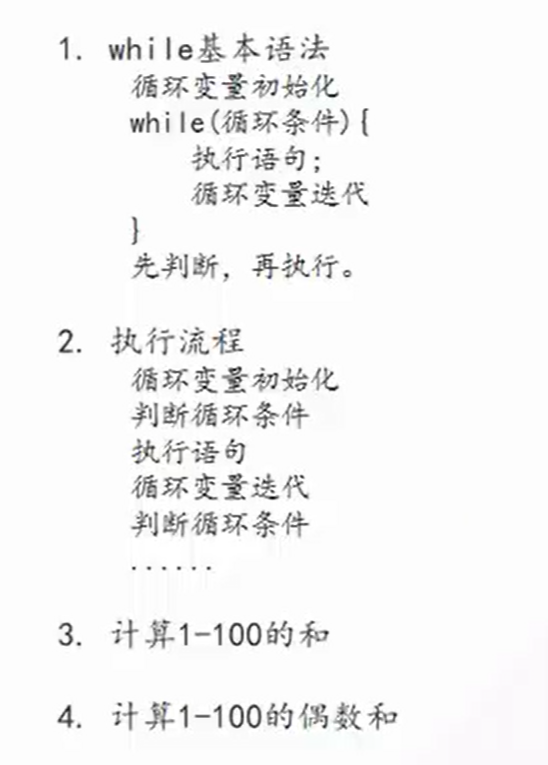 1. while基本语法
循环变量初始化
while(循环条件){
执行语句;
循环变量迭代
}
先判断，再执行。
2. 执行流程
循环变量初始化
判断循环条件
执行语句
循环变量迭代
判断循环条件
......
3. 计算1-100的和
4. 计算1-100的偶数和